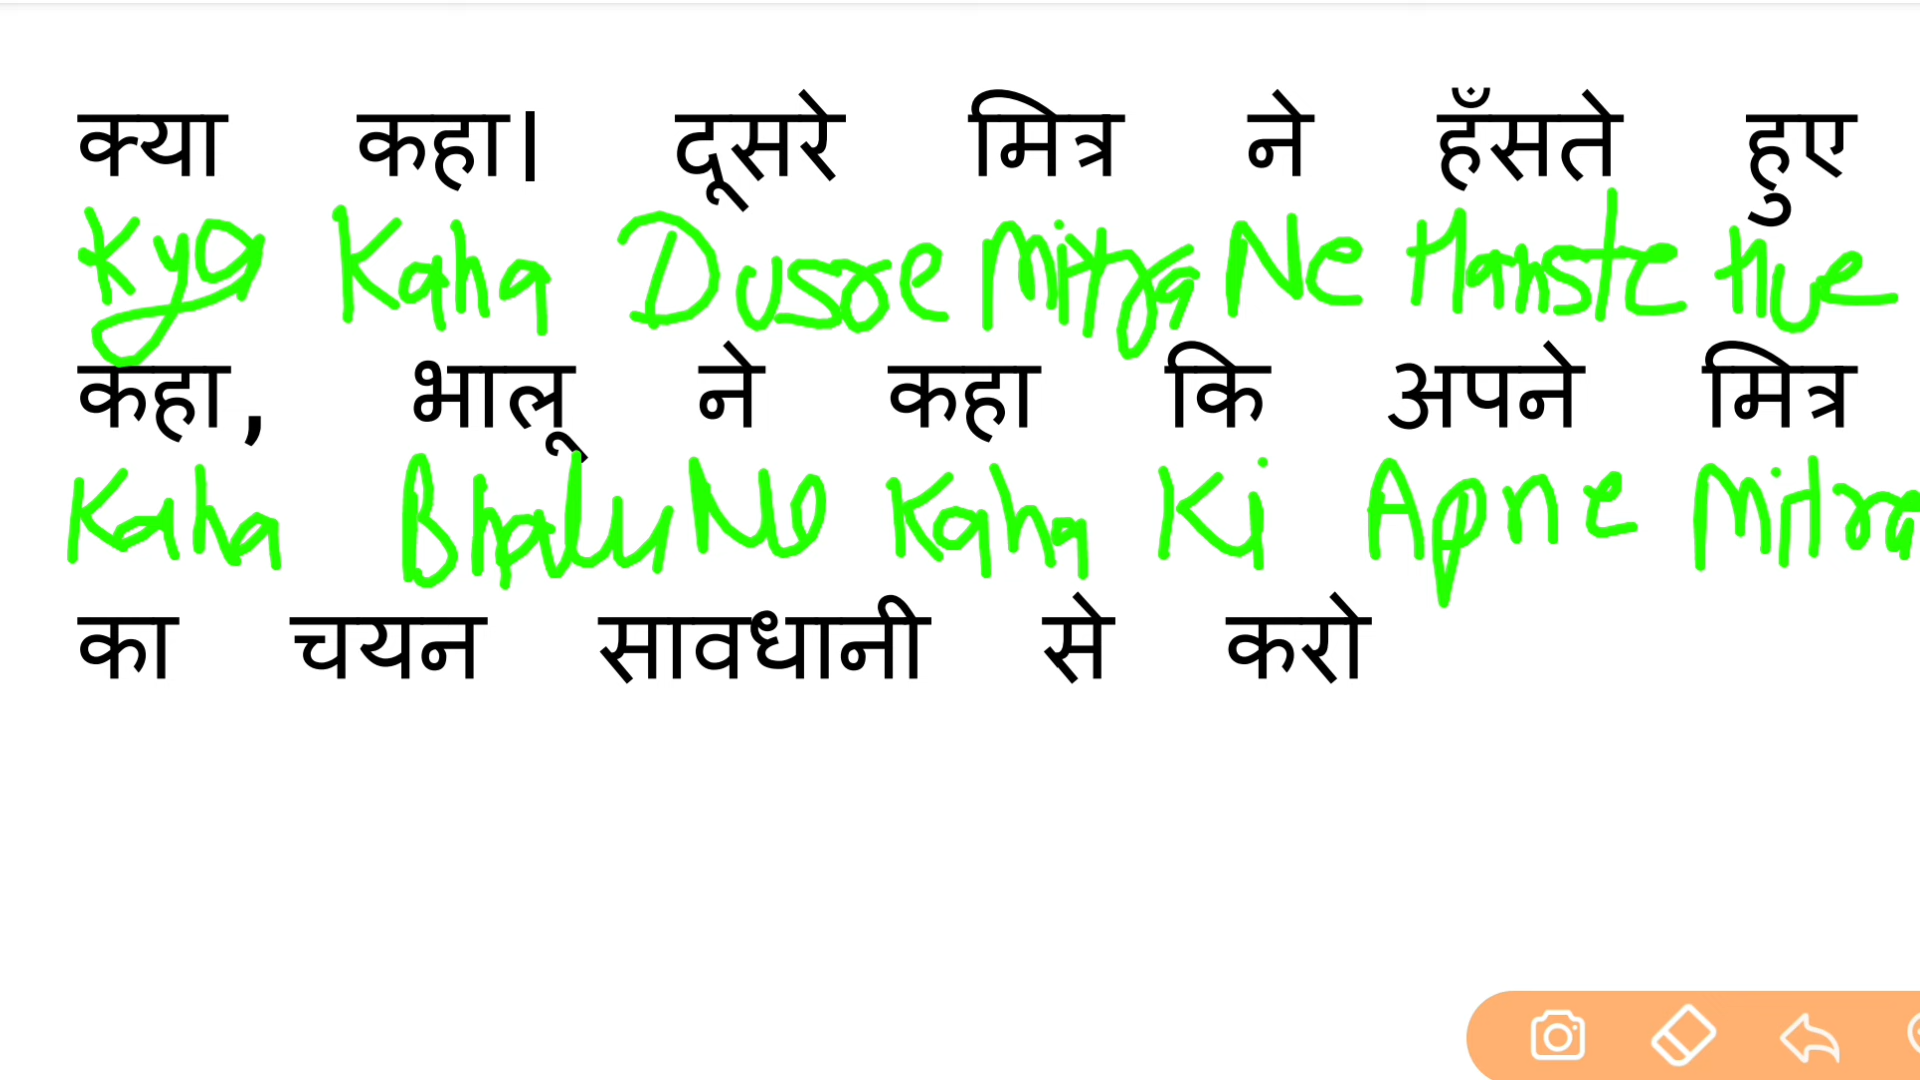 क्या कहा। दूसरे मित्र ने हँसते हुए
Kya Kaha Dusre Mitra Ne Hanste Hue
कहा, भालू ने कहा कि अपने मित्र
Kaha Bhalu Ne Kaha Ki Apne Mitra
का चयन सावधानी से करो